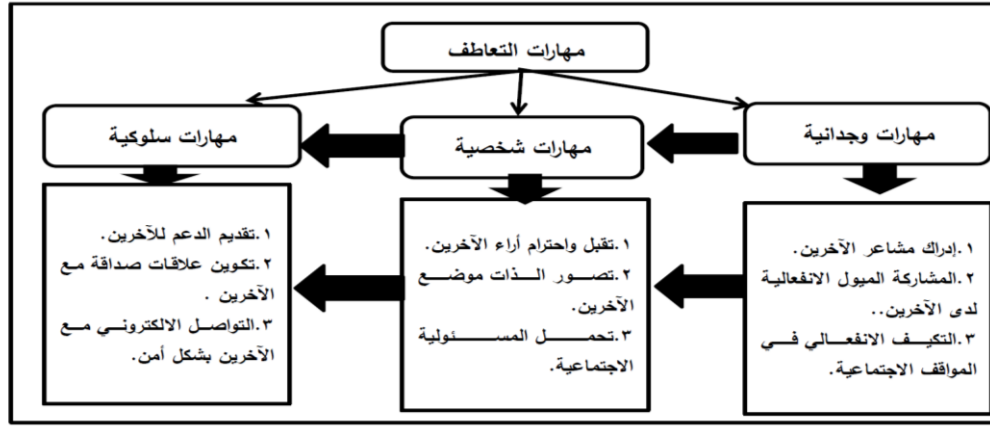 مهارات التعاطف
مهارات وجدانية
مهارات شخصية
مهارات سلوكية
١.إدراك مشاعر الآخرين.
٢.المشاركة الميول الانفعالية
لدى الآخرين..
٣.التكيف الانفعالي في
المواقف الاجتماعية.
١.تقبل واحترام أراء الآخرين.
٢.تصور الذات موضع
الآخرين.
٣.تحمل المسئولية
الاجتماعية.
١.تقديم الدعم للآخرين.
٢.تكوين علاقات صداقة مع
الآخرين .
٣.التواصل الالكتروني مع
الآخرين بشكل أمن.